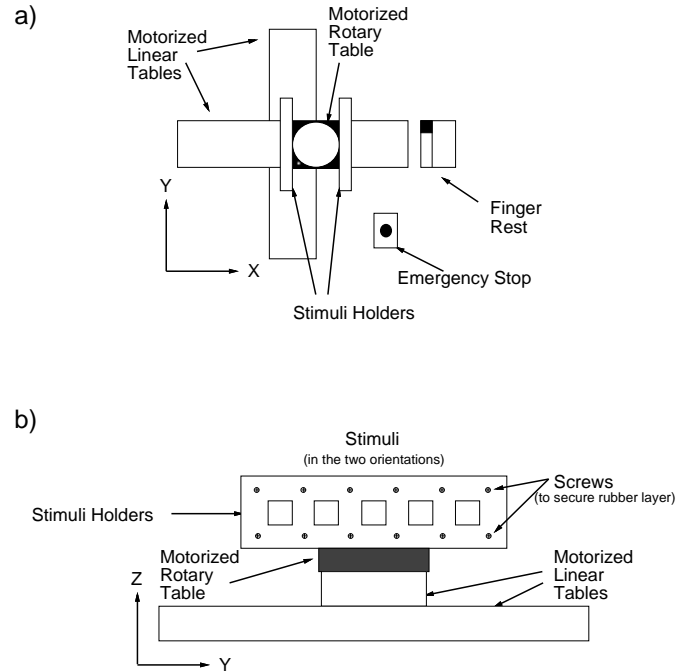 a)
Motorized
Linear
Tables
Motorized
Rotary
Table
Y
X
Finger
Rest
Emergency Stop
Stimuli Holders
b)
Stimuli
(in the two orientations)
Screws
(to secure rubber layer)
Stimuli Holders
Motorized
Rotary
Table
Motorized
Linear
Tables
Z
Y